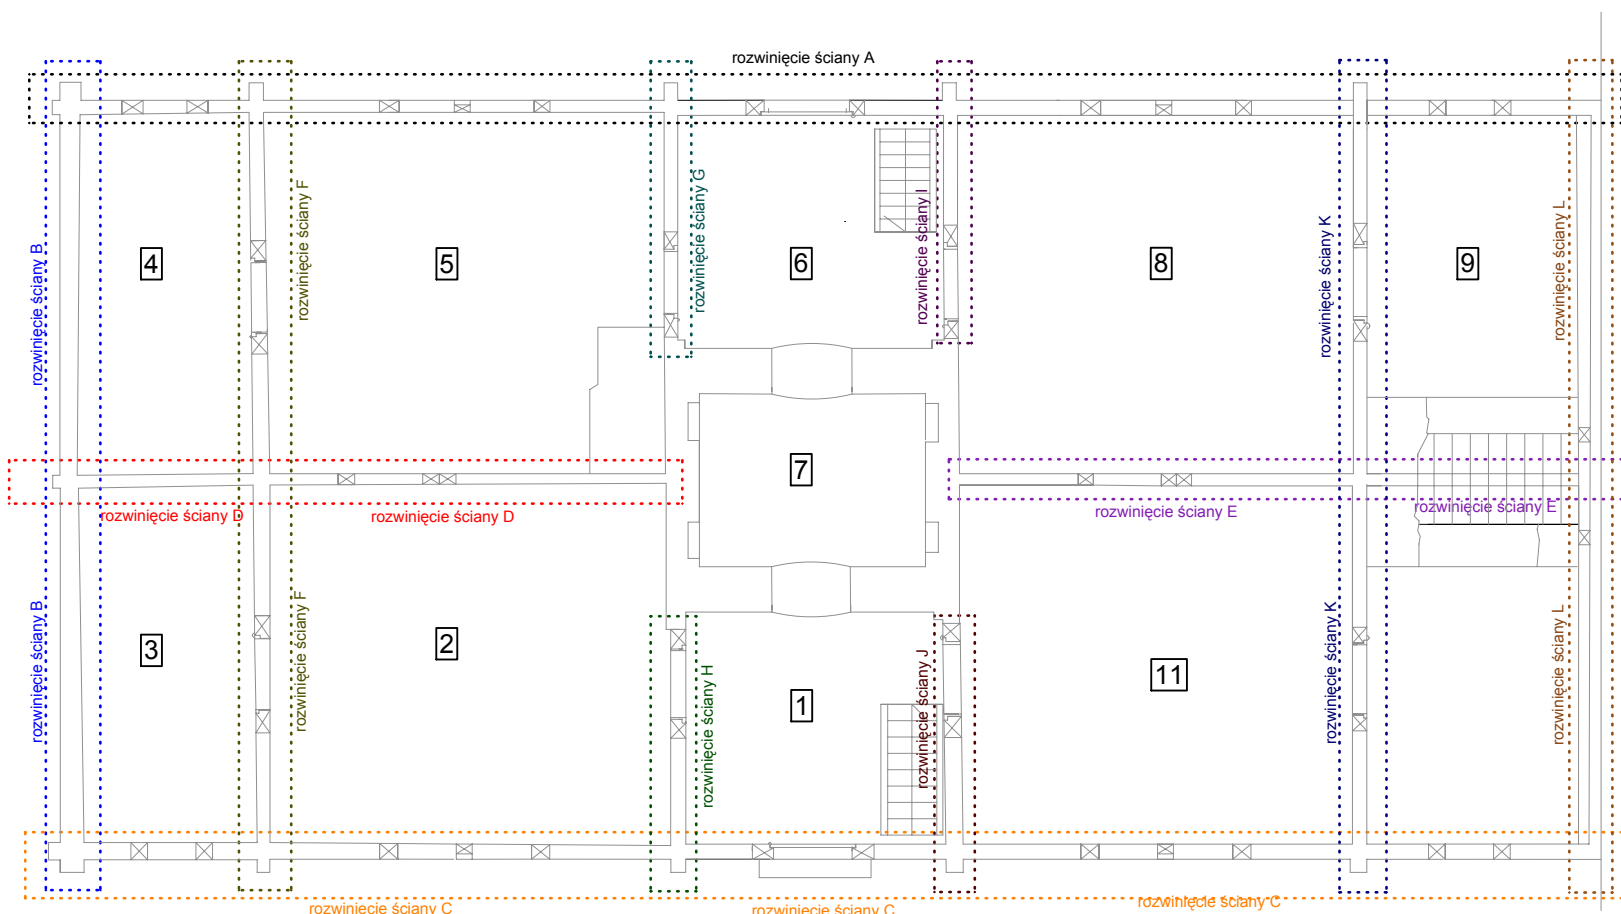 rozwinięcie ściany A
rozwinięcie ściany B
rozwinięcie ściany F
rozwinięcie ściany G
rozwinięcie ściany I
rozwinięcie ściany K
rozwinięcie ściany L
4
5
6
8
9
7
rozwinięcie ściany D
rozwinięcie ściany D
rozwinięcie ściany E
rozwinięcie ściany E
rozwinięcie ściany B
rozwinięcie ściany F
rozwinięcie ściany H
rozwinięcie ściany J
rozwinięcie ściany K
rozwinięcie ściany L
3
2
1
11
rozwinięcie ściany C
rozwinięcie ściany C
rozwinięcie ściany C